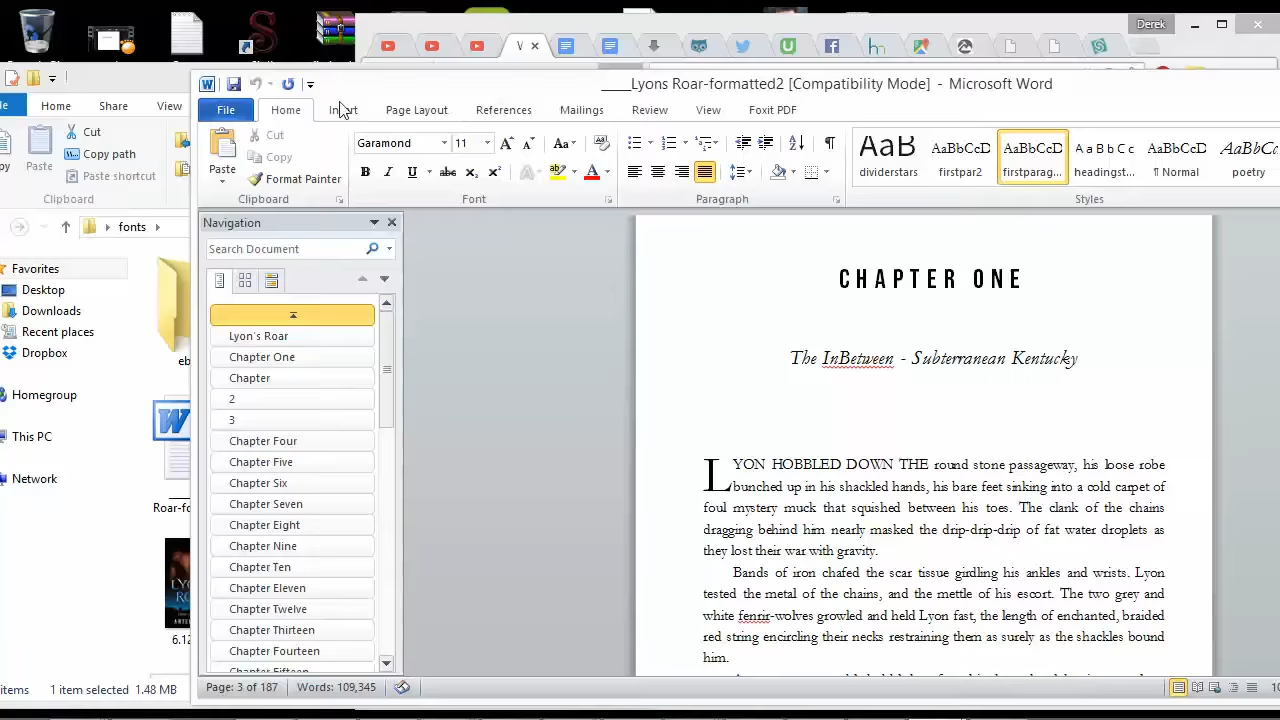 Derek
V
____Lyons Roar-formatted2 [Compatibility Mode] - Microsoft Word
Home Share View
File Home Insert Page Layout References Mailings Review View Foxit PDF
Paste Cut
Copy path
Paste shortcut
Clipboard
Paste Cut
Copy
Format Painter
Clipboard
Garamond 11
Font
Paragraph
AaB AaBbCcD AaBbCcD AaBbCc AaBbCcD AaBbCc
dividerstars firstpar2 firstparag... headingst... ¶ Normal poetry
Styles
fonts
Favorites
Desktop
Downloads
Recent places
Dropbox
Homegroup
This PC
Network
eb
Roar-fo
6.12
1 item selected 1.48 MB
Navigation
Search Document
Lyon's Roar
Chapter One
Chapter
2
3
Chapter Four
Chapter Five
Chapter Six
Chapter Seven
Chapter Eight
Chapter Nine
Chapter Ten
Chapter Eleven
Chapter Twelve
Chapter Thirteen
Chapter Fourteen
Chapter Fifteen
CHAPTER ONE
The InBetween - Subterranean Kentucky
LYON HOBBLED DOWN THE round stone passageway, his loose robe
bunched up in his shackled hands, his bare feet sinking into a cold carpet of
foul mystery muck that squished between his toes. The clank of the chains
dragging behind him nearly masked the drip-drip-drip of fat water droplets as
they lost their war with gravity.
Bands of iron chafed the scar tissue girdling his ankles and wrists. Lyon
tested the metal of the chains, and the mettle of his escort. The two grey and
white fenrir-wolves growled and held Lyon fast, the length of enchanted, braided
red string encircling their necks restraining them as surely as the shackles bound
him.
Page: 3 of 187 Words: 109,345